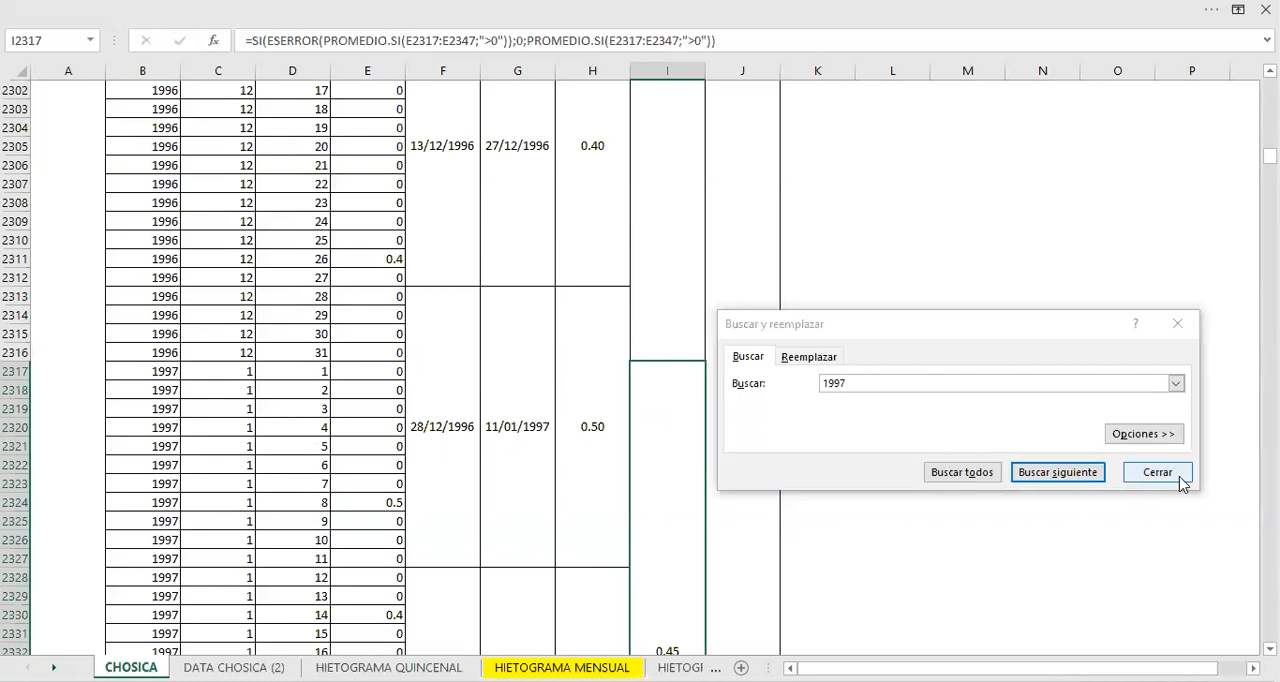 I2317 =SI(ESERROR(PROMEDIO.SI(E2317:E2347;">0"));0;PROMEDIO.SI(E2317:E2347;">0"))
A B C D E F G H I J K L M N O P
2302 1996 12 17 0
2303 1996 12 18 0
2304 1996 12 19 0
2305 1996 12 20 0 13/12/1996 27/12/1996 0.40
2306 1996 12 21 0
2307 1996 12 22 0
2308 1996 12 23 0
2309 1996 12 24 0
2310 1996 12 25 0
2311 1996 12 26 0.4
2312 1996 12 27 0
2313 1996 12 28 0
2314 1996 12 29 0
2315 1996 12 30 0
2316 1996 12 31 0
2317 1997 1 1 0
2318 1997 1 2 0
2319 1997 1 3 0
2320 1997 1 4 0 28/12/1996 11/01/1997 0.50
2321 1997 1 5 0
2322 1997 1 6 0
2323 1997 1 7 0
2324 1997 1 8 0.5
2325 1997 1 9 0
2326 1997 1 10 0
2327 1997 1 11 0
2328 1997 1 12 0
2329 1997 1 13 0
2330 1997 1 14 0.4
2331 1997 1 15 0
2332 1997 1 16 0 0.45
Buscar y reemplazar ?
Buscar Reemplazar
Buscar: 1997
Opciones >>
Buscar todos Buscar siguiente Cerrar
CHOSICA DATA CHOSICA (2) HIETOGRAMA QUINCENAL HIETOGRAMA MENSUAL HIETOGR ...